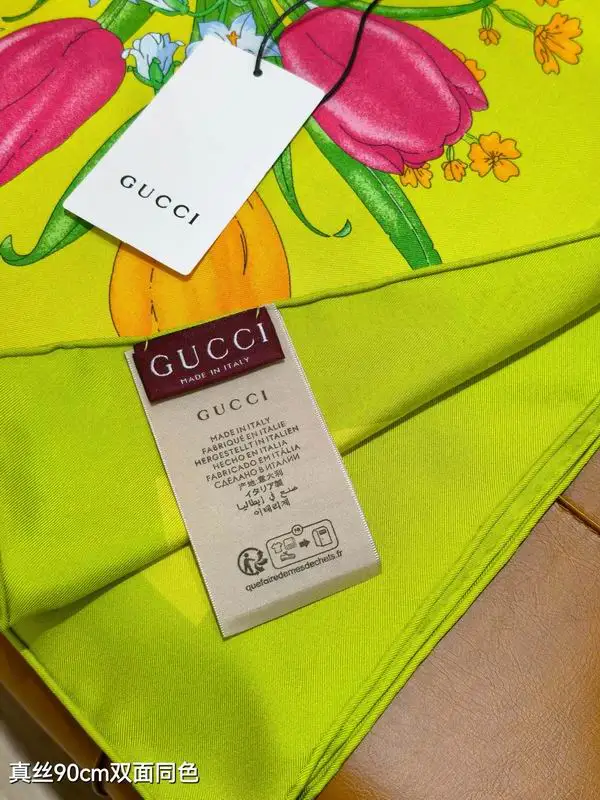 GUCCI
GUCCI
MADE IN ITALY
GUCCI
MADE IN ITALY
FABRIQUÉ EN ITALIE
HERGESTELLT IN ITALIEN
HECHO EN ITALIA
FABRICADO EM ITÁLIA
СДЕЛАНО В ИТАЛИИ
产地:意大利
イタリア製
صنع في إيطاليا
이태리제
FR
quefairedemesdechets.fr
真丝90cm双面同色